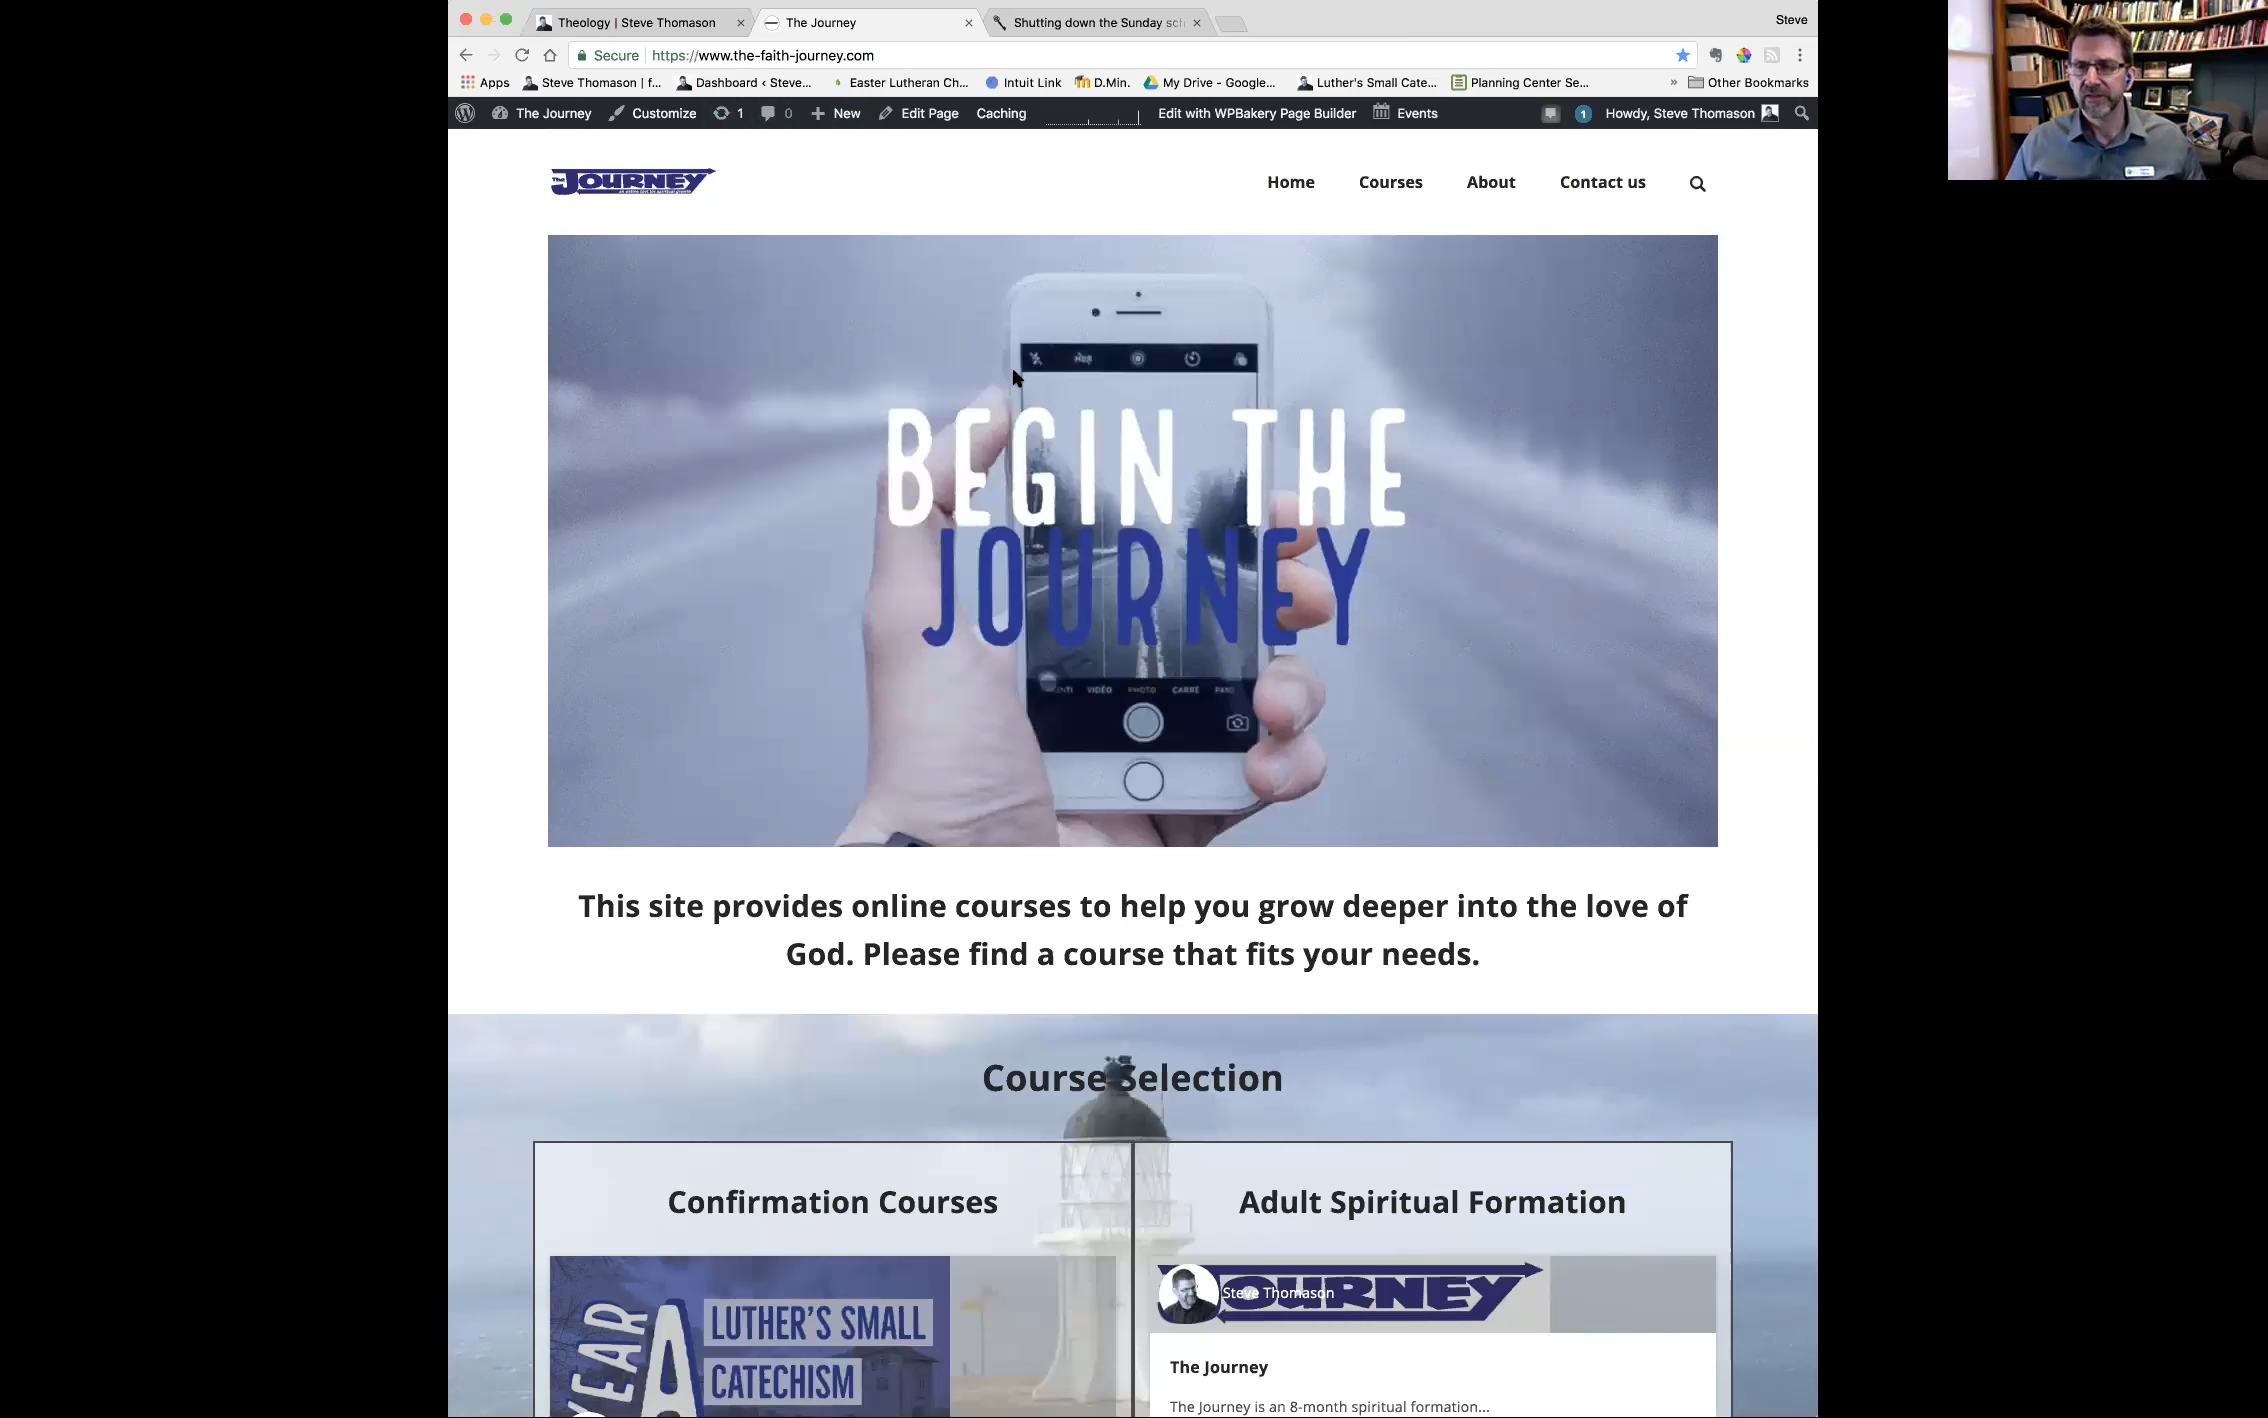 Theology | Steve Thomason
The Journey
Shutting down the Sunday sch
Steve
Secure
https://www.the-faith-journey.com
Apps
Steve Thomason | f...
Dashboard ‹ Steve...
Easter Lutheran Ch...
Intuit Link
D.Min.
My Drive - Google...
Luther's Small Cate...
Planning Center Se...
»
Other Bookmarks
The Journey
Customize
1
0
New
Edit Page
Caching
Edit with WPBakery Page Builder
Events
1
Howdy, Steve Thomason
The JOURNEY
Home
Courses
About
Contact us
BEGIN THE
JOURNEY
VIDÉO
PHOTO
CARRÉ
This site provides online courses to help you grow deeper into the love of
God. Please find a course that fits your needs.
Course Selection
Confirmation Courses
Adult Spiritual Formation
YEAR
A
LUTHER'S SMALL
CATECHISM
JOURNEY
Steve Thomason
The Journey
The Journey is an 8-month spiritual formation...